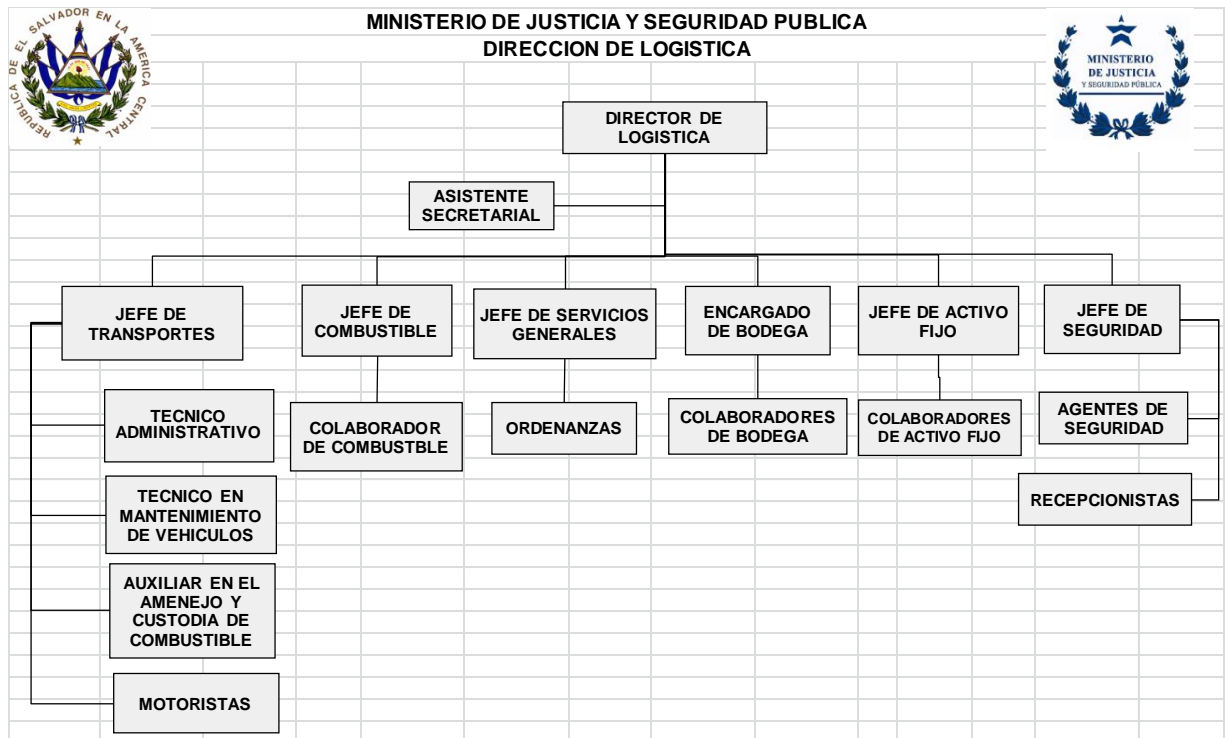 MINISTERIO DE JUSTICIA Y SEGURIDAD PUBLICA
DIRECCION DE LOGISTICA
REPUBLICA DE EL SALVADOR EN LA AMERICA CENTRAL
MINISTERIO
DE JUSTICIA
Y SEGURIDAD PÚBLICA
DIRECTOR DE
LOGISTICA
ASISTENTE
SECRETARIAL
JEFE DE
TRANSPORTES
JEFE DE
COMBUSTIBLE
JEFE DE SERVICIOS
GENERALES
ENCARGADO
DE BODEGA
JEFE DE ACTIVO
FIJO
JEFE DE
SEGURIDAD
TECNICO
ADMINISTRATIVO
COLABORADOR
DE COMBUSTBLE
ORDENANZAS
COLABORADORES
DE BODEGA
COLABORADORES
DE ACTIVO FIJO
AGENTES DE
SEGURIDAD
TECNICO EN
MANTENIMIENTO
DE VEHICULOS
RECEPCIONISTAS
AUXILIAR EN EL
AMENEJO Y
CUSTODIA DE
COMBUSTIBLE
MOTORISTAS